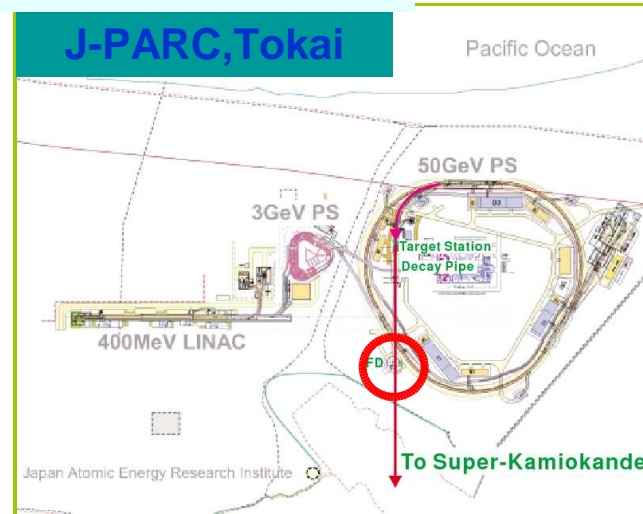 J-PARC,Tokai
Pacific Ocean
50GeV PS
3GeV PS
Target Station
Decay Pipe
400MeV LINAC
FD
To Super-Kamiokande
Japan Atomic Energy Research Institute